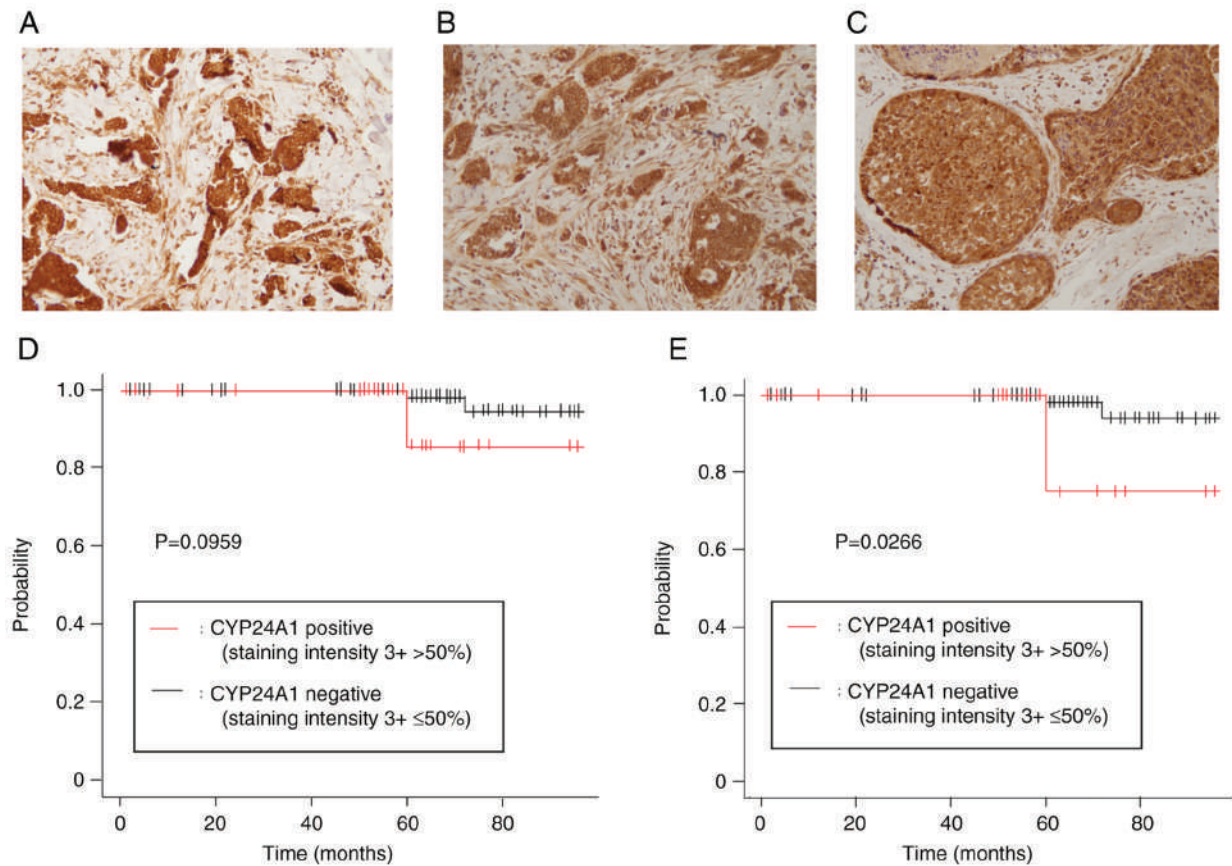 A
B
C
D
1.0
0.8
0.6
0.4
0.2
0
Probability
P=0.0959
: CYP24A1 positive
(staining intensity 3+ >50%)
: CYP24A1 negative
(staining intensity 3+ ≤50%)
0 20 40 60 80
Time (months)
E
1.0
0.8
0.6
0.4
0.2
0
Probability
P=0.0266
: CYP24A1 positive
(staining intensity 3+ >50%)
: CYP24A1 negative
(staining intensity 3+ ≤50%)
0 20 40 60 80
Time (months)